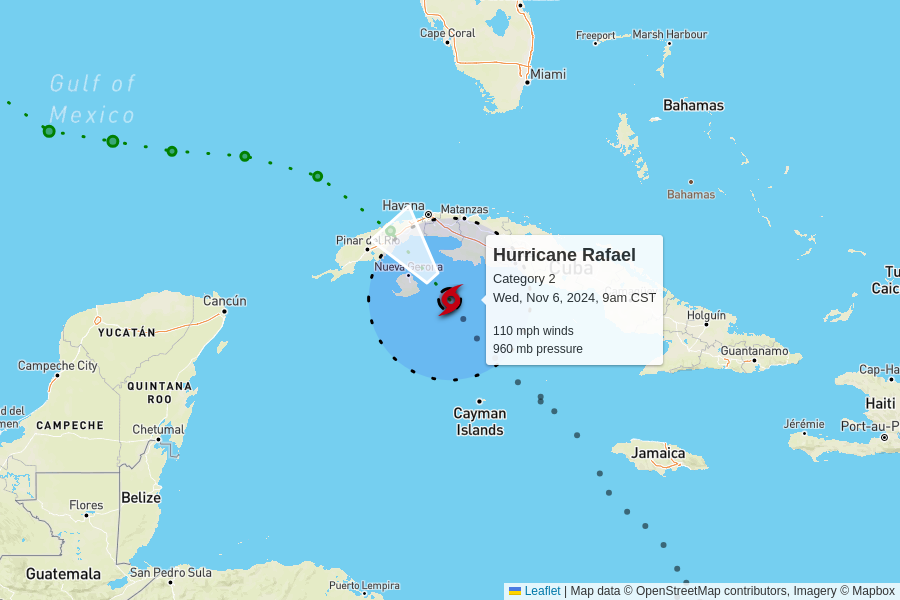 Cape Coral
Freeport
Marsh Harbour
Miami
Gulf of
Mexico
Bahamas
Bahamas
Havana
Matanzas
Pinar del Río
Nueva Gerona
Hurricane Rafael
Category 2
Wed, Nov 6, 2024, 9am CST
110 mph winds
960 mb pressure
Cuba
Tu
Caic
Cancún
YUCATÁN
Holguín
Guantanamo
Campeche City
QUINTANA
ROO
Cap-Ha
Haiti
d del
men
CAMPECHE
Chetumal
Cayman
Islands
Jérémie
Port-au-P
Jamaica
Belize
Flores
Guatemala
San Pedro Sula
Puerto Lempira
Leaflet | Map data © OpenStreetMap contributors, Imagery © Mapbox